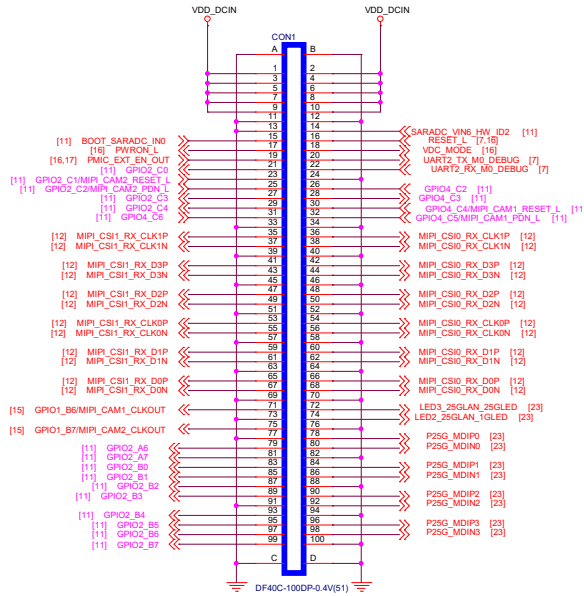 VDD_DCIN VDD_DCIN
CON1
A B
1 2
3 4
5 6
7 8
9 10
11 12
13 14 SARADC_VIN6_HW_ID2 [11]
[11] BOOT_SARADC_IN0 15 16 RESET_L [7,16]
[16] PWRON_L 17 18 VDC_MODE [16]
[16,17] PMIC_EXT_EN_OUT 19 20 UART2_TX_M0_DEBUG [7]
[11] GPIO2_C0 21 22 UART2_RX_M0_DEBUG [7]
[11] GPIO2_C1/MIPI_CAM2_RESET_L 23 24
[11] GPIO2_C2/MIPI_CAM2_PDN_L 25 26 GPIO4_C2 [11]
[11] GPIO2_C3 27 28 GPIO4_C3 [11]
[11] GPIO2_C4 29 30 GPIO4_C4/MIPI_CAM1_RESET_L [11
[11] GPIO4_C6 31 32 GPIO4_C5/MIPI_CAM1_PDN_L [11]
33 34
[12] MIPI_CSI1_RX_CLK1P 35 36 MIPI_CSI0_RX_CLK1P [12]
[12] MIPI_CSI1_RX_CLK1N 37 38 MIPI_CSI0_RX_CLK1N [12]
39 40
[12] MIPI_CSI1_RX_D3P 41 42 MIPI_CSI0_RX_D3P [12]
[12] MIPI_CSI1_RX_D3N 43 44 MIPI_CSI0_RX_D3N [12]
45 46
[12] MIPI_CSI1_RX_D2P 47 48 MIPI_CSI0_RX_D2P [12]
[12] MIPI_CSI1_RX_D2N 49 50 MIPI_CSI0_RX_D2N [12]
51 52
[12] MIPI_CSI1_RX_CLK0P 53 54 MIPI_CSI0_RX_CLK0P [12]
[12] MIPI_CSI1_RX_CLK0N 55 56 MIPI_CSI0_RX_CLK0N [12]
57 58
[12] MIPI_CSI1_RX_D1P 59 60 MIPI_CSI0_RX_D1P [12]
[12] MIPI_CSI1_RX_D1N 61 62 MIPI_CSI0_RX_D1N [12]
63 64
[12] MIPI_CSI1_RX_D0P 65 66 MIPI_CSI0_RX_D0P [12]
[12] MIPI_CSI1_RX_D0N 67 68 MIPI_CSI0_RX_D0N [12]
69 70
[15] GPIO1_B6/MIPI_CAM1_CLKOUT 71 72 LED3_25GLAN_25GLED [23]
73 74 LED2_25GLAN_1GLED [23]
[15] GPIO1_B7/MIPI_CAM2_CLKOUT 75 76
77 78 P25G_MDIP0 [23]
[11] GPIO2_A6 79 80 P25G_MDIN0 [23]
[11] GPIO2_A7 81 82
[11] GPIO2_B0 83 84 P25G_MDIP1 [23]
[11] GPIO2_B1 85 86 P25G_MDIN1 [23]
[11] GPIO2_B2 87 88
[11] GPIO2_B3 89 90 P25G_MDIP2 [23]
91 92 P25G_MDIN2 [23]
[11] GPIO2_B4 93 94
[11] GPIO2_B5 95 96 P25G_MDIP3 [23]
[11] GPIO2_B6 97 98 P25G_MDIN3 [23]
[11] GPIO2_B7 99 100
C D
DF40C-100DP-0.4V(51)